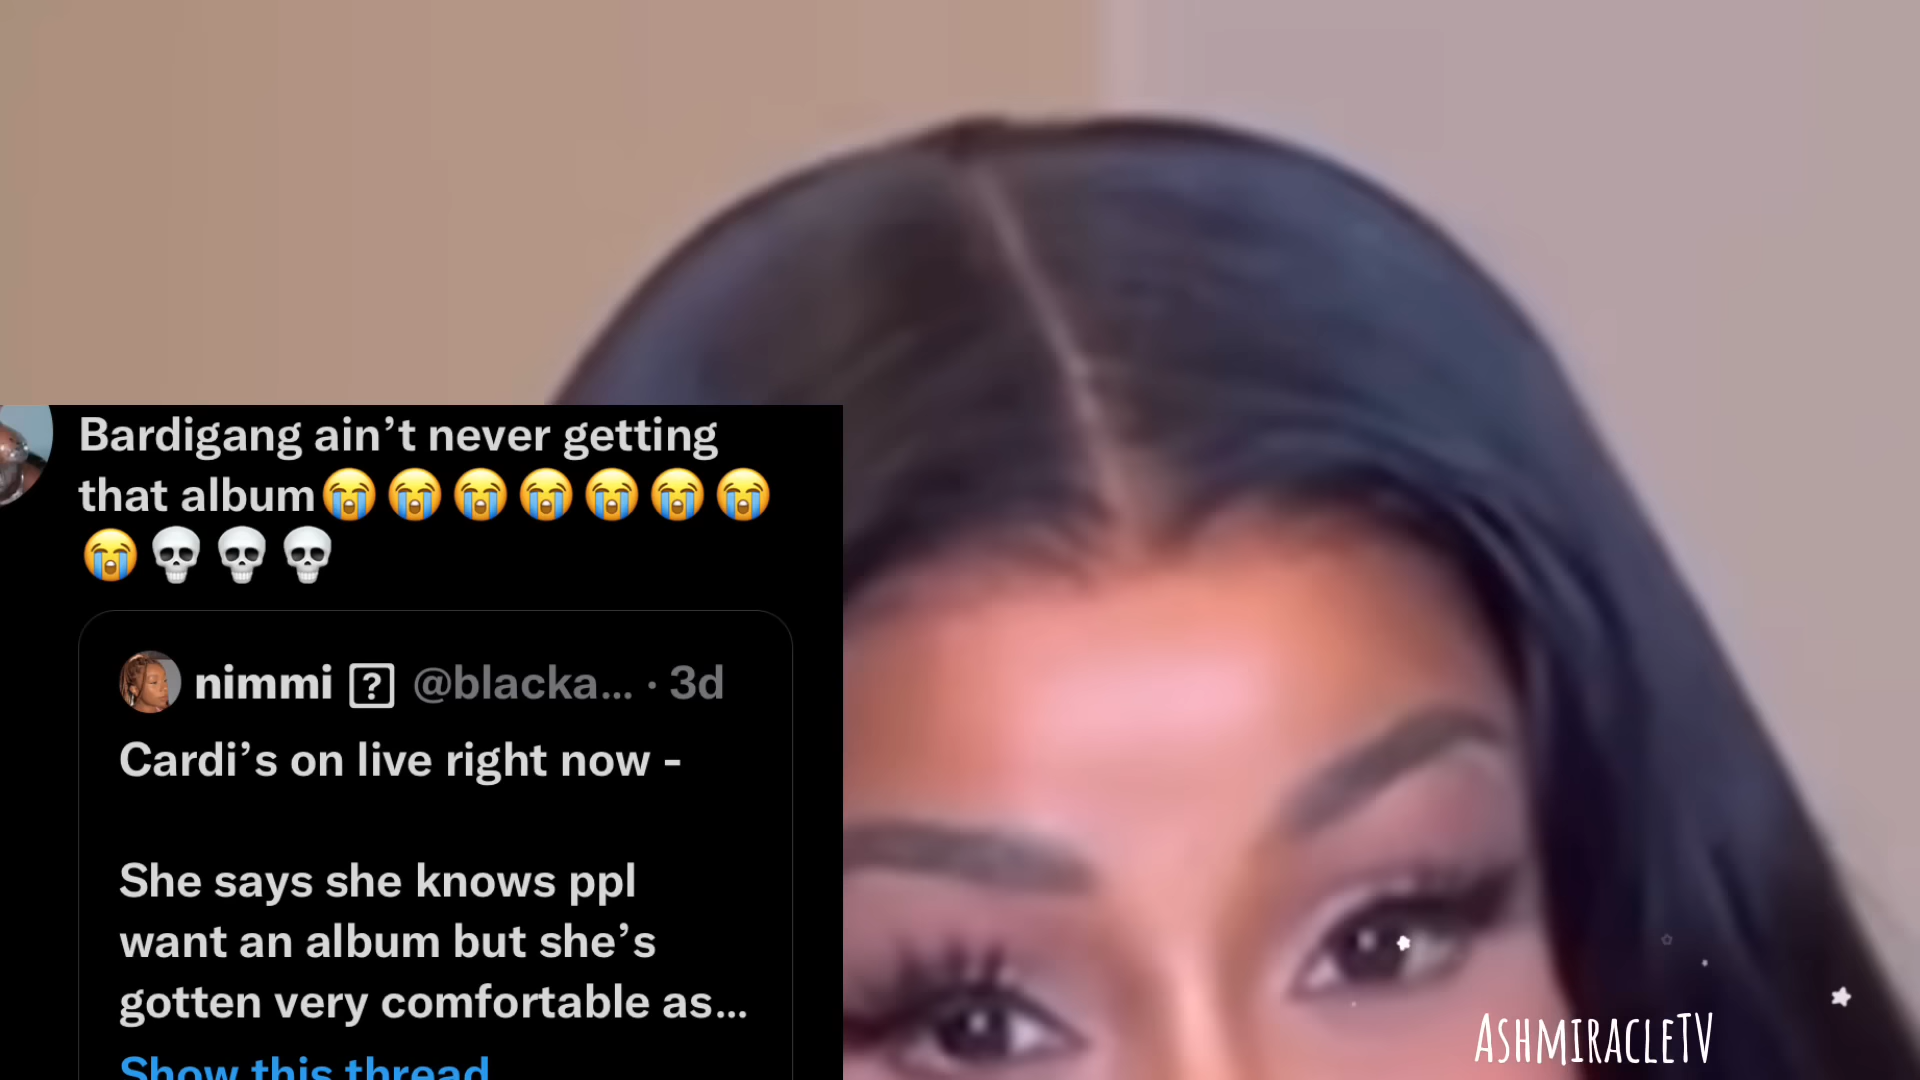 Bardigang ain’t never getting
that album😭😭😭😭😭😭😭
😭💀💀💀
nimmi @blacka... · 3d
Cardi’s on live right now -
She says she knows ppl
want an album but she’s
gotten very comfortable as...
Show this thread
ASHMIRACLETV